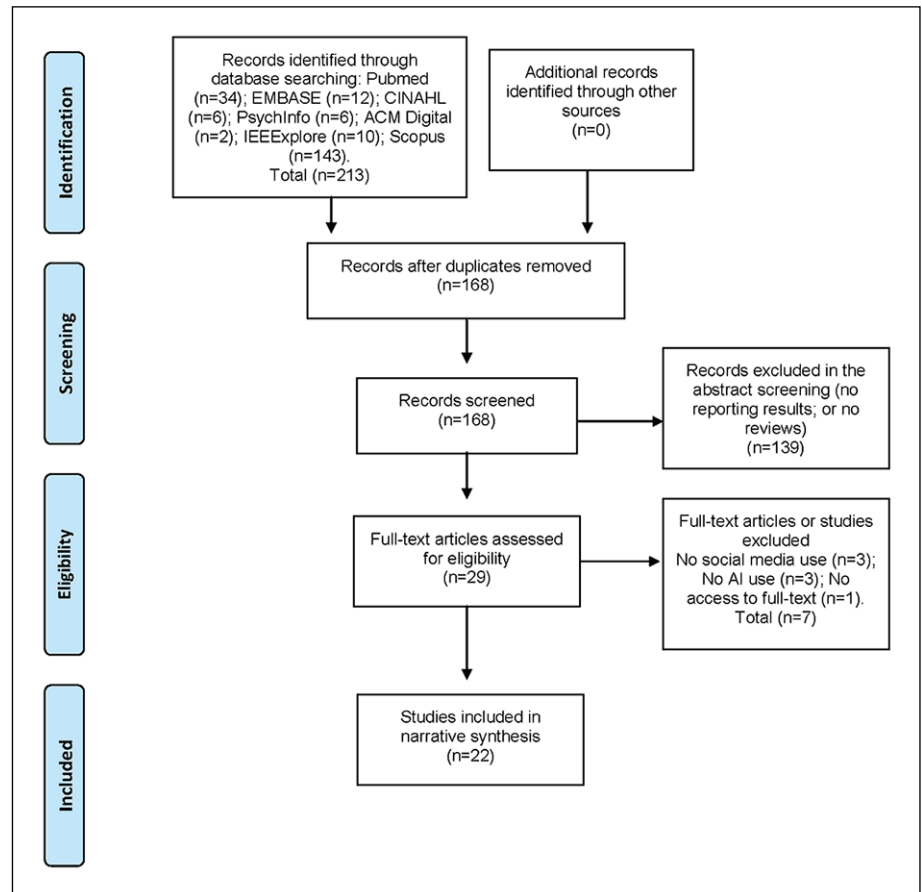 Identification
Records identified through
database searching: Pubmed
(n=34); EMBASE (n=12); CINAHL
(n=6); PsychInfo (n=6); ACM Digital
(n=2); IEEExplore (n=10); Scopus
(n=143).
Total (n=213)
Additional records
identified through other
sources
(n=0)
Records after duplicates removed
(n=168)
Screening
Records screened
(n=168)
Records excluded in the
abstract screening (no
reporting results; or no
reviews)
(n=139)
Eligibility
Full-text articles assessed
for eligibility
(n=29)
Full-text articles or studies
excluded
No social media use (n=3);
No AI use (n=3); No
access to full-text (n=1).
Total (n=7)
Included
Studies included in
narrative synthesis
(n=22)